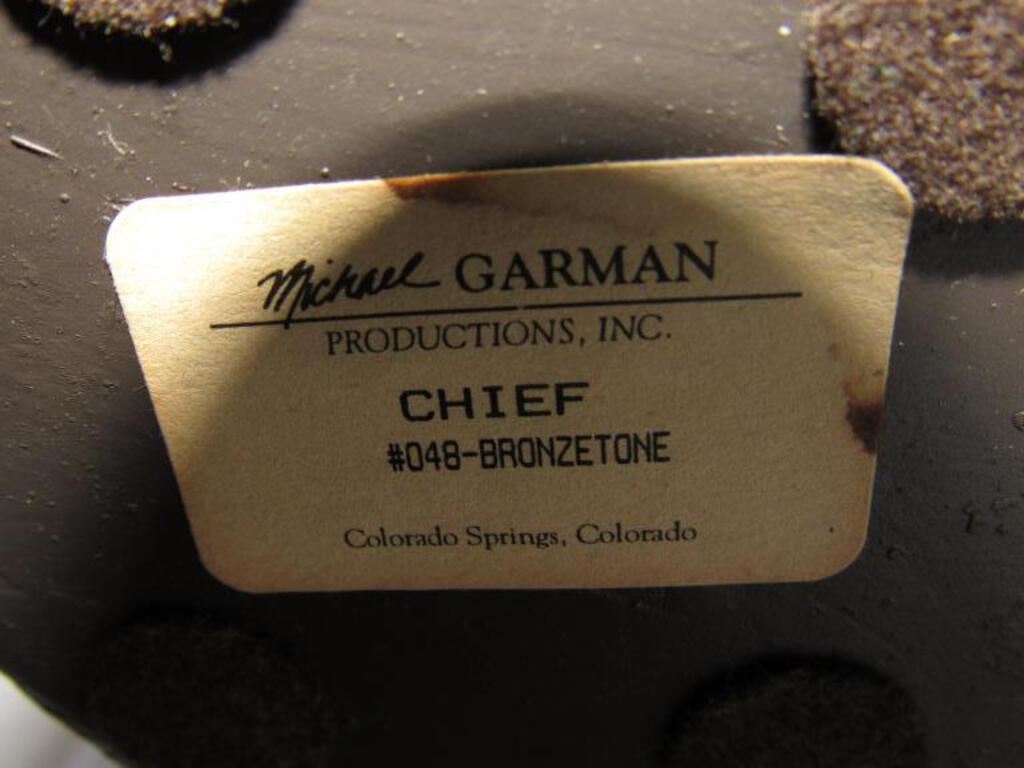 Michael GARMAN
PRODUCTIONS, INC.
CHIEF
#048-BRONZETONE
Colorado Springs, Colorado